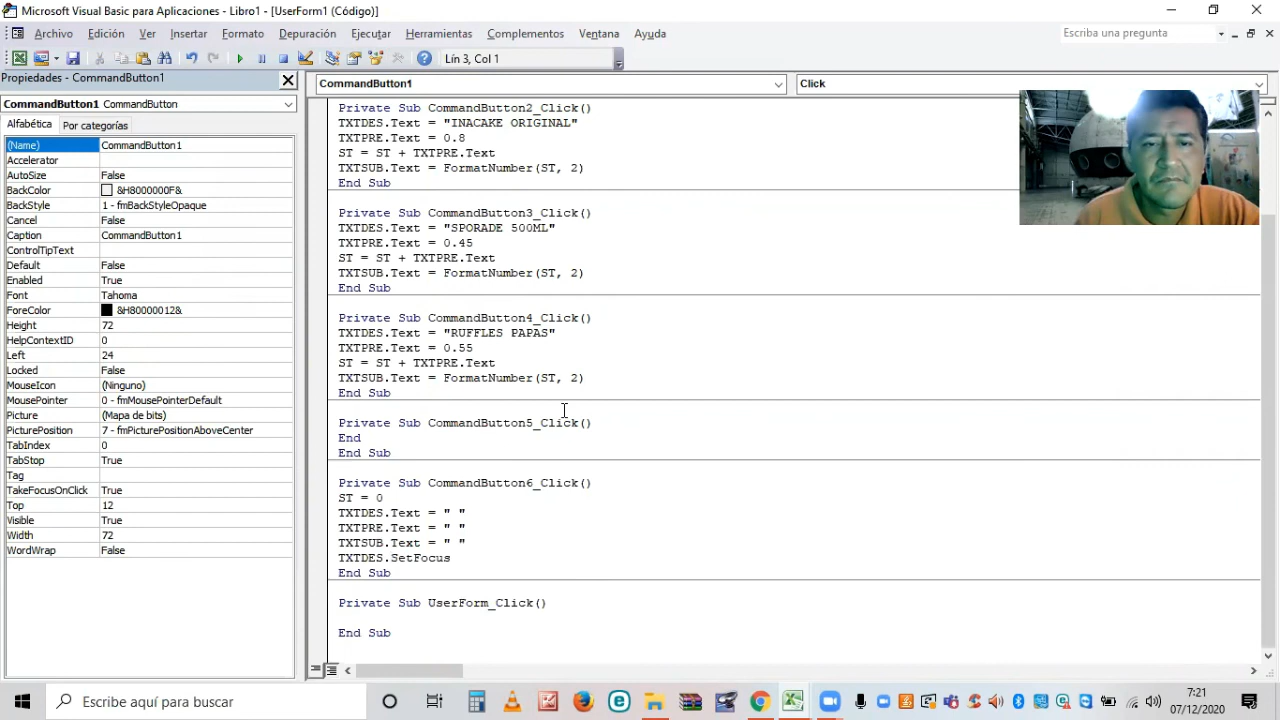 Microsoft Visual Basic para Aplicaciones - Libro1 - [UserForm1 (Código)]
Archivo Edición Ver Insertar Formato Depuración Ejecutar Herramientas Complementos Ventana Ayuda
Escriba una pregunta
Lín 3, Col 1
Propiedades - CommandButton1
CommandButton1 CommandButton
Alfabética Por categorías
(Name) CommandButton1
Accelerator
AutoSize False
BackColor &H8000000F&
BackStyle 1 - fmBackStyleOpaque
Cancel False
Caption CommandButton1
ControlTipText
Default False
Enabled True
Font Tahoma
ForeColor &H80000012&
Height 72
HelpContextID 0
Left 24
Locked False
MouseIcon (Ninguno)
MousePointer 0 - fmMousePointerDefault
Picture (Mapa de bits)
PicturePosition 7 - fmPicturePositionAboveCenter
TabIndex 0
TabStop True
Tag
TakeFocusOnClick True
Top 12
Visible True
Width 72
WordWrap False
CommandButton1 Click
Private Sub CommandButton2_Click()
TXTDES.Text = "INACAKE ORIGINAL"
TXTPRE.Text = 0.8
ST = ST + TXTPRE.Text
TXTSUB.Text = FormatNumber(ST, 2)
End Sub
Private Sub CommandButton3_Click()
TXTDES.Text = "SPORADE 500ML"
TXTPRE.Text = 0.45
ST = ST + TXTPRE.Text
TXTSUB.Text = FormatNumber(ST, 2)
End Sub
Private Sub CommandButton4_Click()
TXTDES.Text = "RUFFLES PAPAS"
TXTPRE.Text = 0.55
ST = ST + TXTPRE.Text
TXTSUB.Text = FormatNumber(ST, 2)
End Sub
Private Sub CommandButton5_Click()
End
End Sub
Private Sub CommandButton6_Click()
ST = 0
TXTDES.Text = " "
TXTPRE.Text = " "
TXTSUB.Text = " "
TXTDES.SetFocus
End Sub
Private Sub UserForm_Click()
End Sub
Escribe aquí para buscar
7:21
07/12/2020